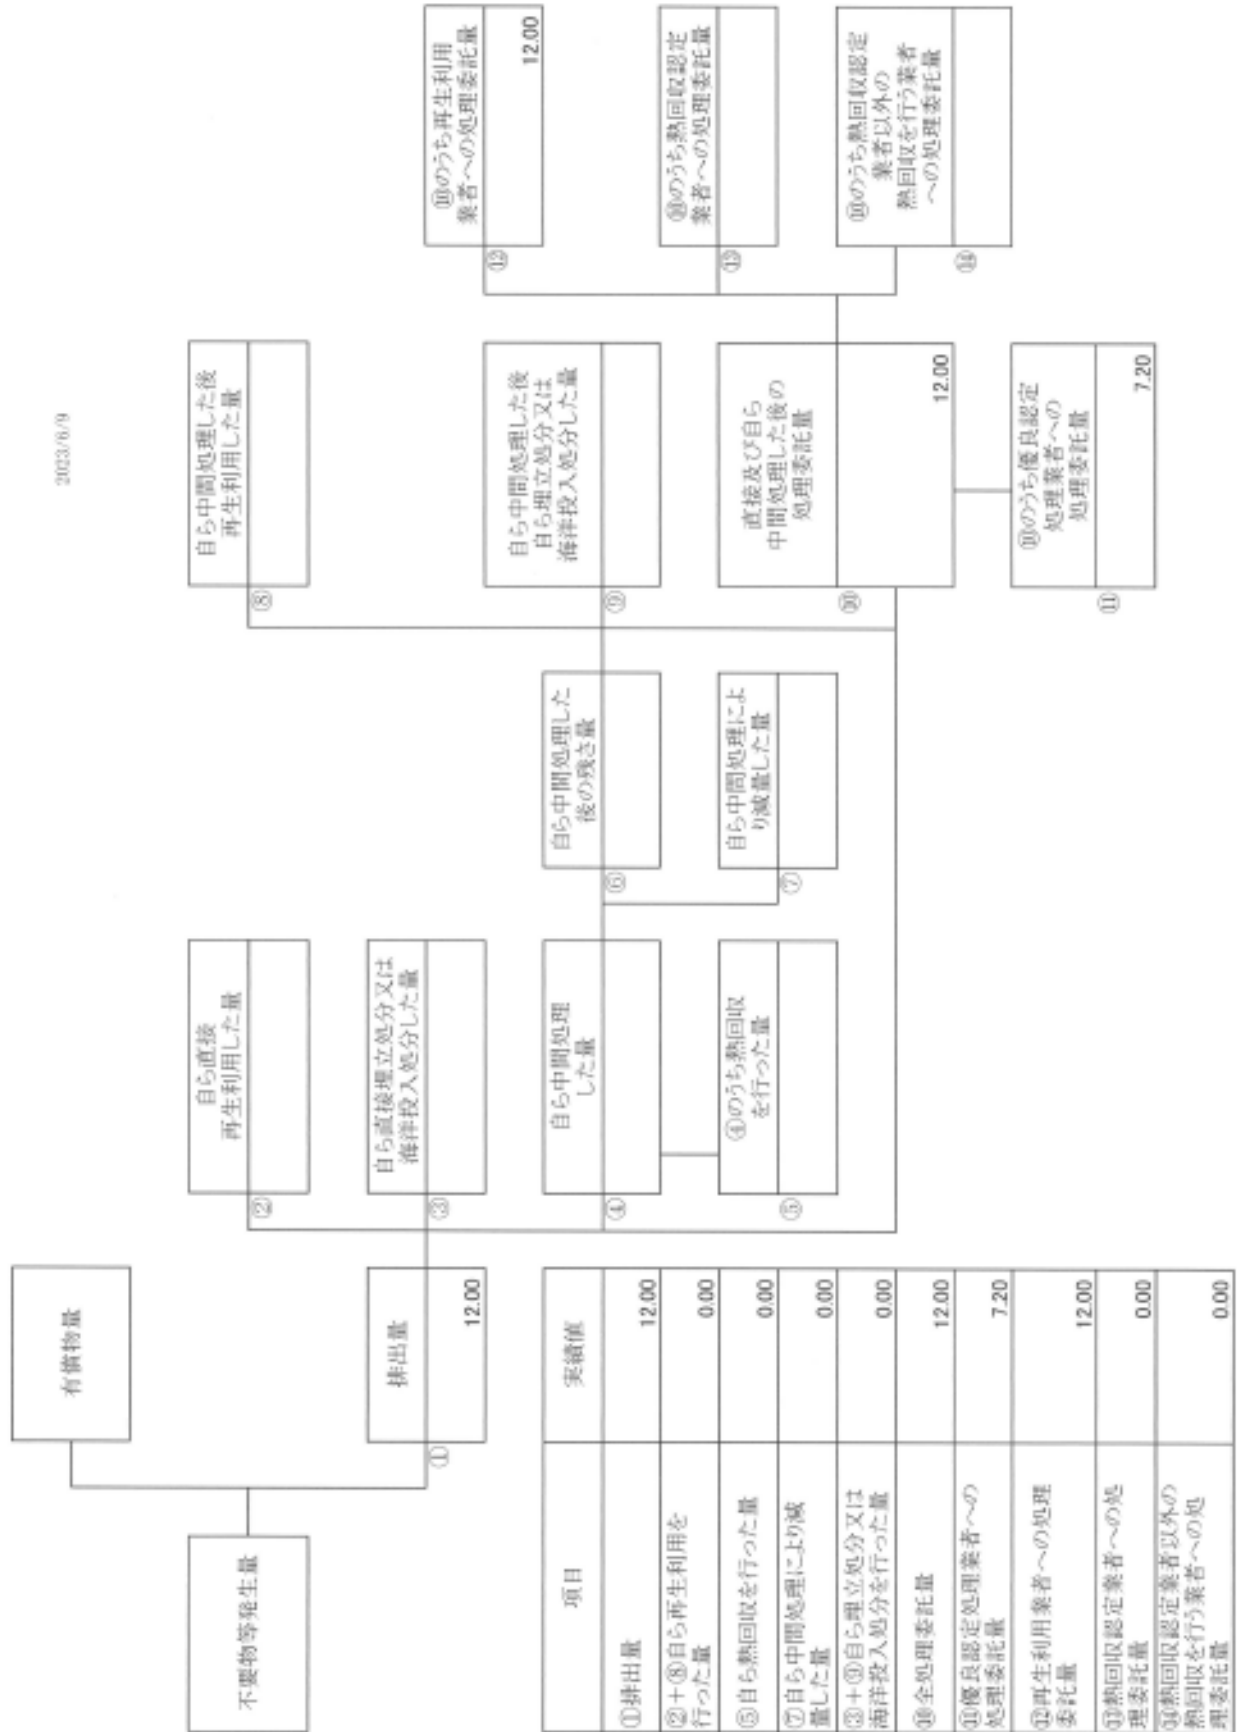 2023/6/9
有償物量
不要物等発生量
排出量
①
12.00
自ら直接
再生利用した量
②
自ら直接埋立処分又は
海洋投入処分した量
③
自ら中間処理
した量
④
④のうち熱回収
を行った量
⑤
自ら中間処理した
後の残さ量
⑥
自ら中間処理によ
り減量した量
⑦
自ら中間処理した後
再生利用した量
⑧
自ら中間処理した後
自ら埋立処分又は
海洋投入処分した量
⑨
直接及び自ら
中間処理した後の
処理委託量
⑩
12.00
⑩のうち優良認定
処理業者への
処理委託量
⑪
7.20
⑩のうち再生利用
業者への処理委託量
⑫
12.00
⑩のうち熱回収認定
業者への処理委託量
⑬
⑩のうち熱回収認定
業者以外の
熱回収を行う業者
への処理委託量
⑭
項目
実績値
①排出量
12.00
②+⑧自ら再生利用を
行った量
0.00
⑤自ら熱回収を行った量
0.00
⑦自ら中間処理により減
量した量
0.00
③+⑨自ら埋立処分又は
海洋投入処分を行った量
0.00
⑩全処理委託量
12.00
⑪優良認定処理業者への
処理委託量
7.20
⑫再生利用業者への処理
委託量
12.00
⑬熱回収認定業者への処
理委託量
0.00
⑭熱回収認定業者以外の
熱回収を行う業者への処
理委託量
0.00